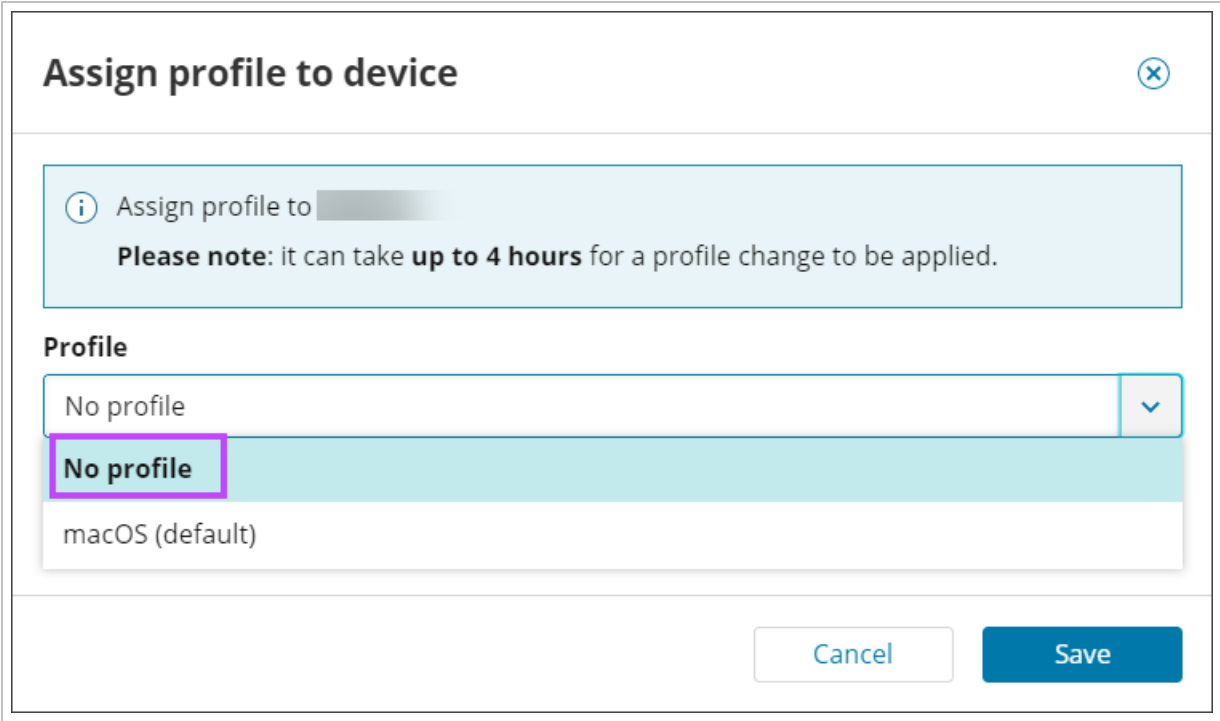 Assign profile to device
Assign profile to
Please note: it can take up to 4 hours for a profile change to be applied.
Profile
No profile
No profile
macOS (default)
Cancel
Save